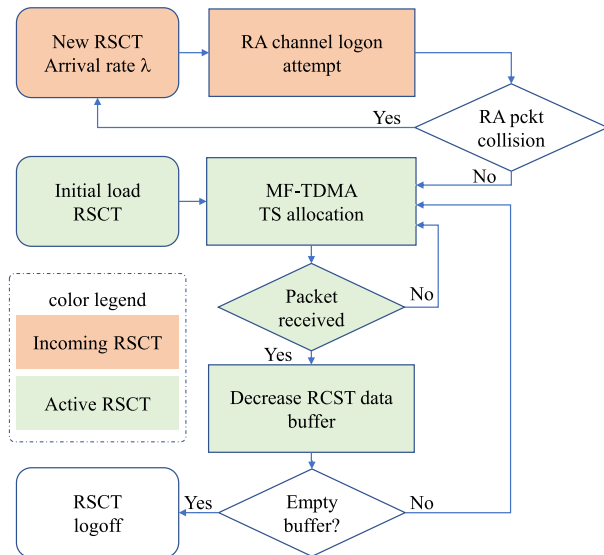 New RSCT
Arrival rate λ
RA channel logon
attempt
Yes
RA pckt
collision
No
Initial load
RSCT
MF-TDMA
TS allocation
color legend
Incoming RSCT
Active RSCT
Packet
received
No
Yes
Decrease RCST data
buffer
RSCT
logoff
Yes
Empty
buffer?
No